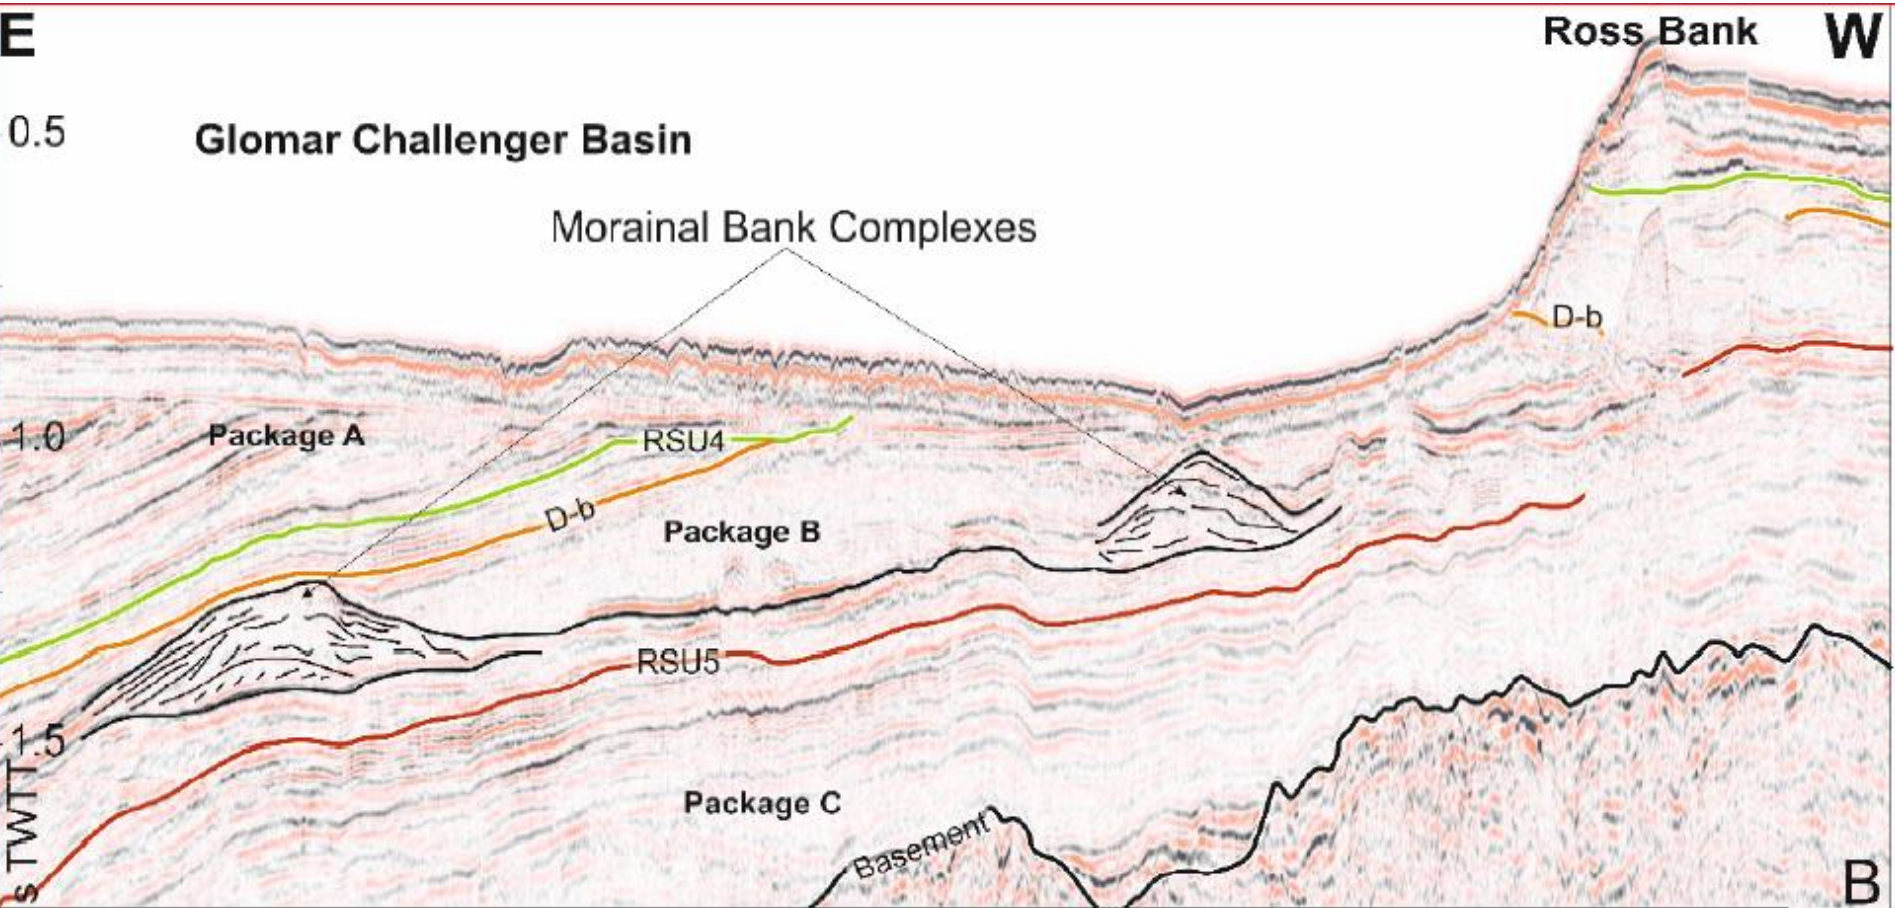 E
Ross Bank
W
0.5
Glomar Challenger Basin
Morainal Bank Complexes
D-b
1.0
Package A
RSU4
D-b
Package B
RSU5
1.5
Package C
s TWTT
Basement
B